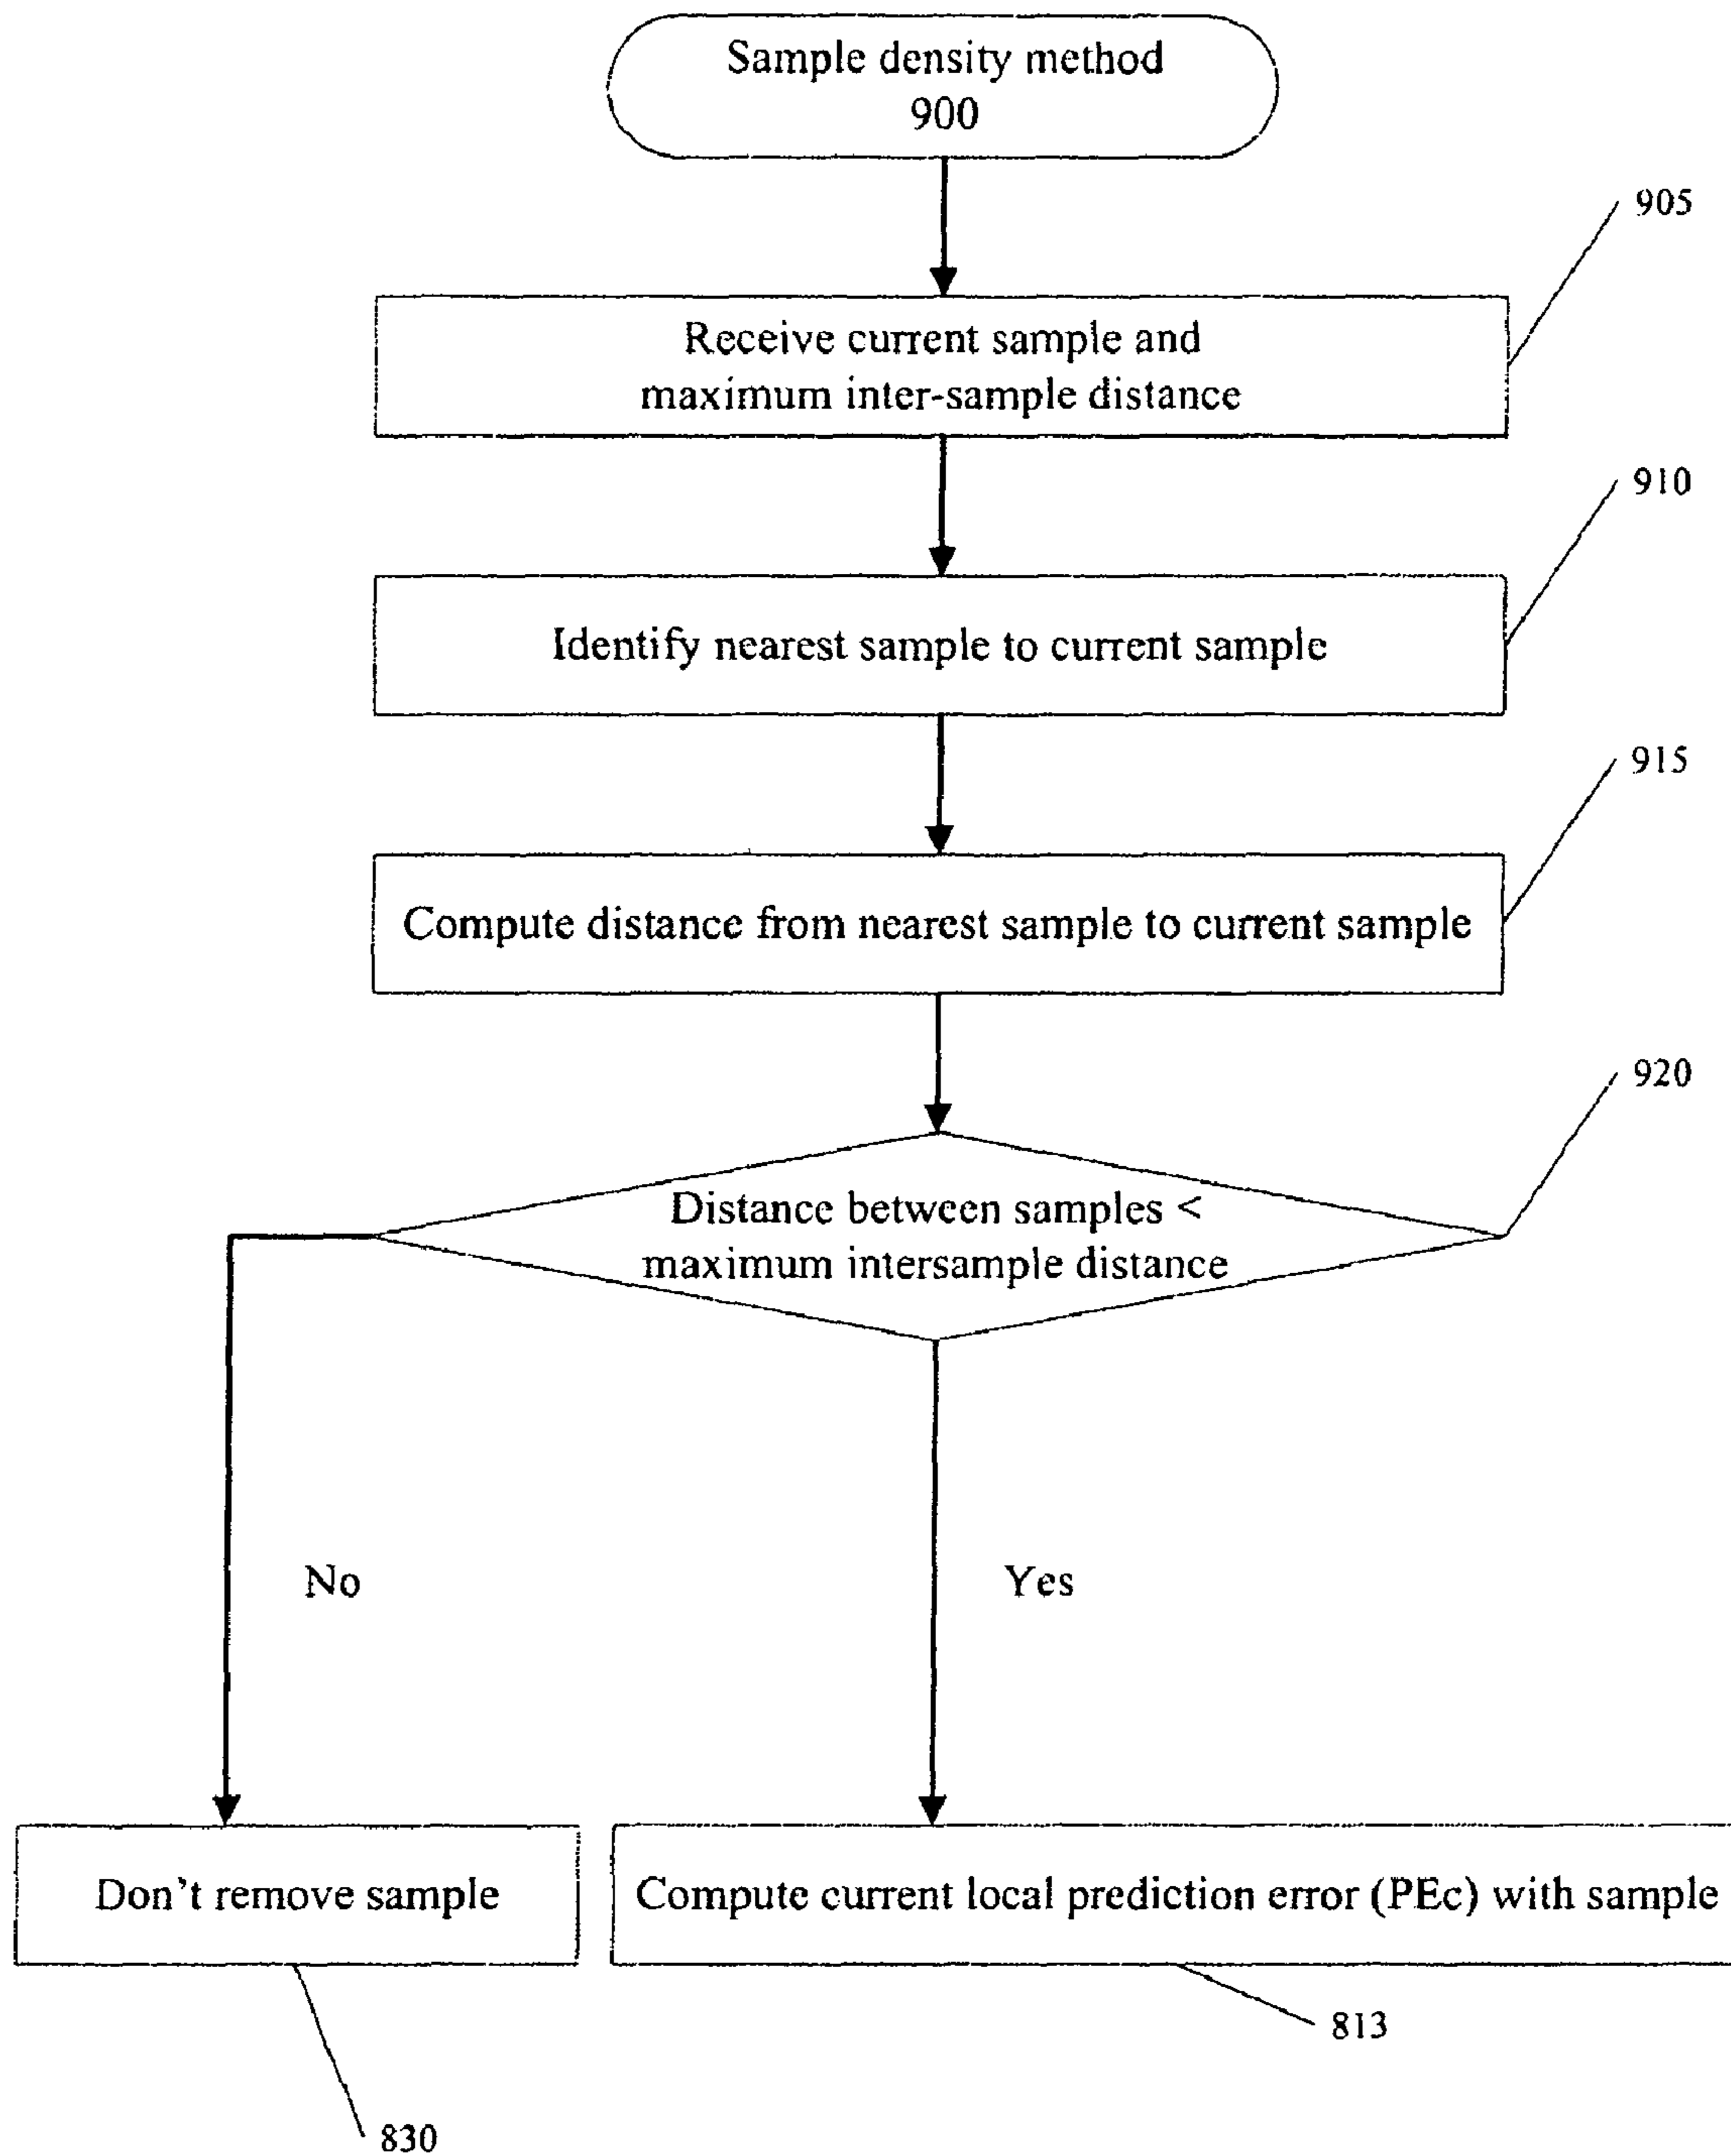 Sample density method
900
905
Receive current sample and
maximum inter-sample distance
910
Identify nearest sample to current sample
915
Compute distance from nearest sample to current sample
920
Distance between samples <
maximum intersample distance
No
Yes
Don't remove sample
Compute current local prediction error (PEc) with sample
813
830